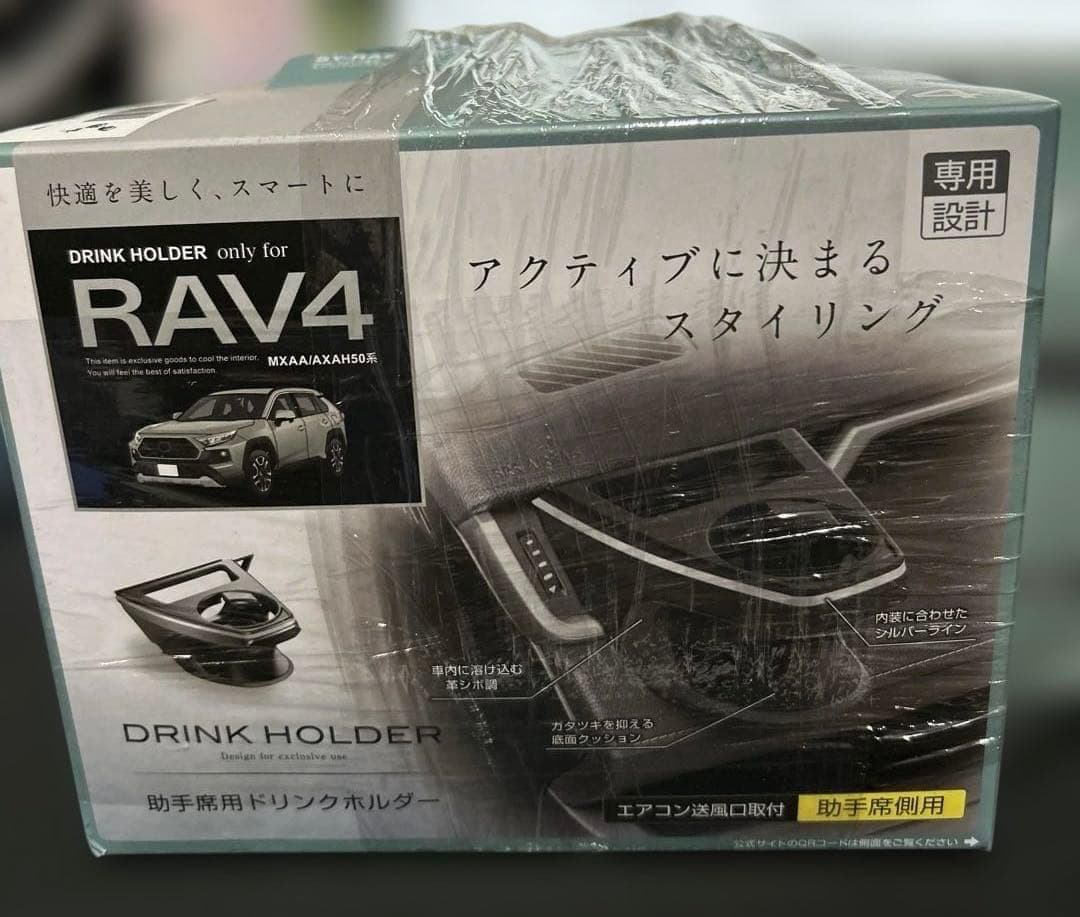 快適を美しく、スマートに
DRINK HOLDER only for
RAV4
This item is exclusive goods to cool the interior.
You will feel the best of satisfaction.
MXAA/AXAH50系
専用
設計
アクティブに決まる
スタイリング
内装に合わせた
シルバーライン
車内に溶け込む
革シボ調
ガタツキを抑える
底面クッション
DRINK HOLDER
Design for exclusive use
助手席用ドリンクホルダー
エアコン送風口取付
助手席側用
公式サイトのQRコードは側面をご覧ください